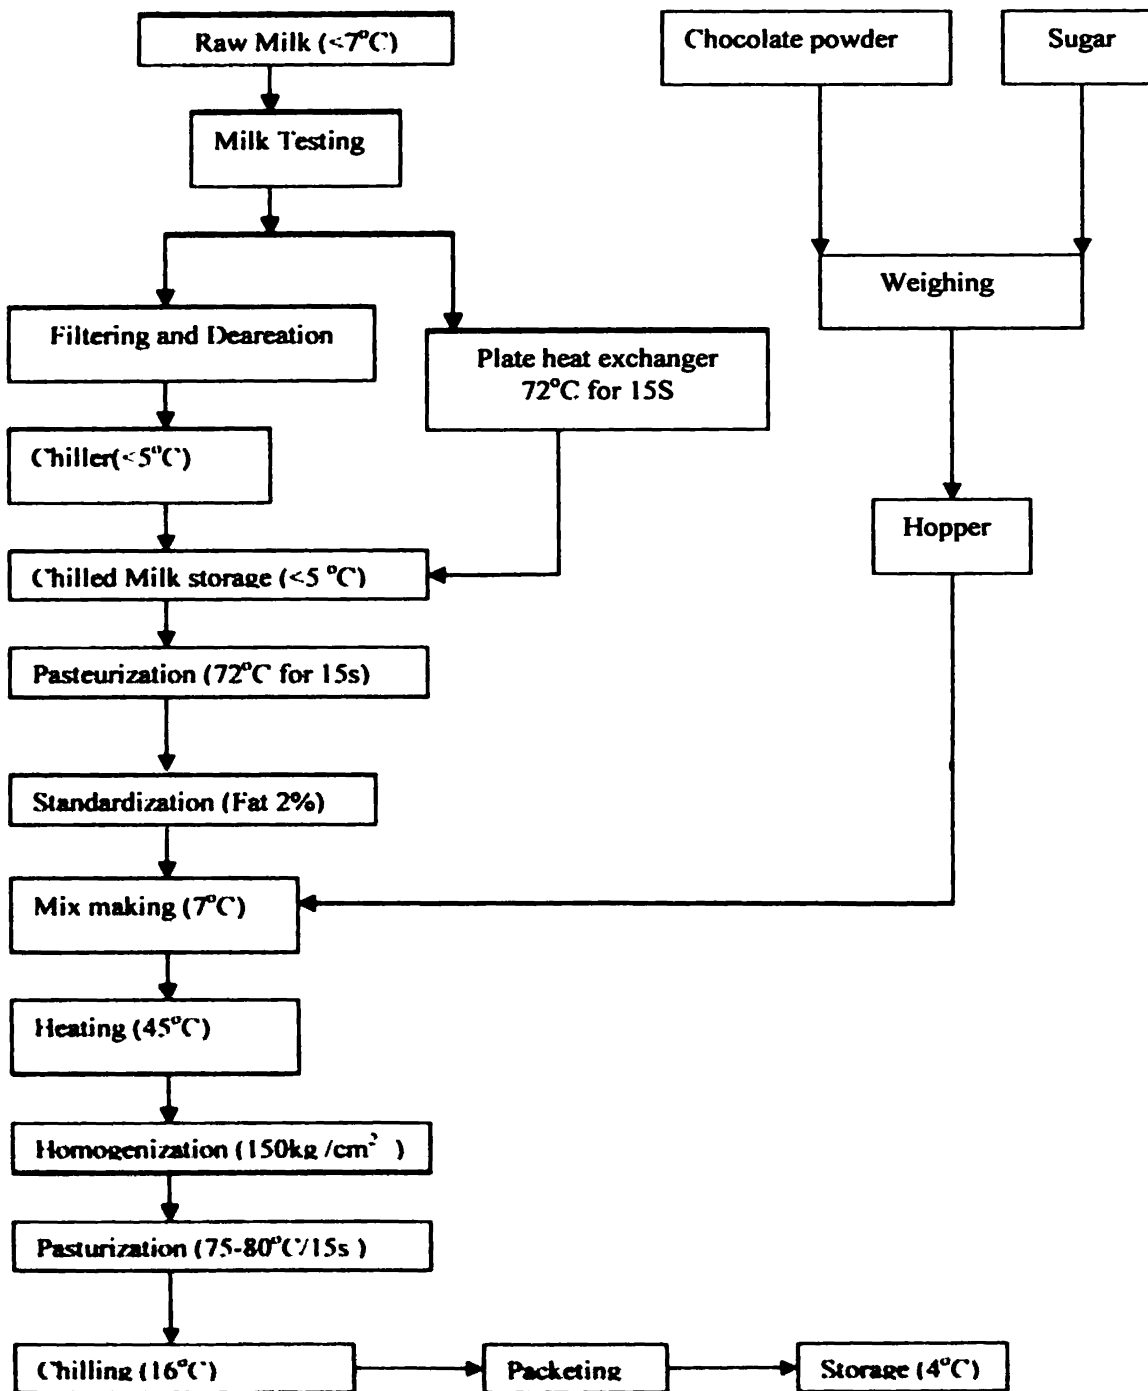 Raw Milk (<7°C)
Chocolate powder
Sugar
Milk Testing
Weighing
Filtering and Deareation
Plate heat exchanger
72°C for 15S
Chiller(<5°C)
Hopper
Chilled Milk storage (<5 °C)
Pasteurization (72°C for 15s)
Standardization (Fat 2%)
Mix making (7°C)
Heating (45°C)
Homogenization (150kg /cm² )
Pasturization (75-80°C/15s )
Chilling (16°C)
Packeting
Storage (4°C)